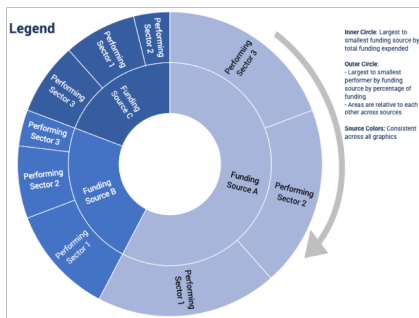 Legend
Performing
Sector 3
Performing
Sector 2
Performing
Sector 1
Funding
Source A
Performing
Sector 1
Performing
Sector 2
Performing
Sector 3
Funding
Source B
Performing
Sector 3
Performing
Sector 1
Performing
Sector 2
Funding
Source C
Inner Circle: Largest to
smallest funding source by
total funding expended
Outer Circle:
- Largest to smallest
performer by funding
source by percentage of
funding
- Areas are relative to each
other across sources
Source Colors: Consistent
across all graphics